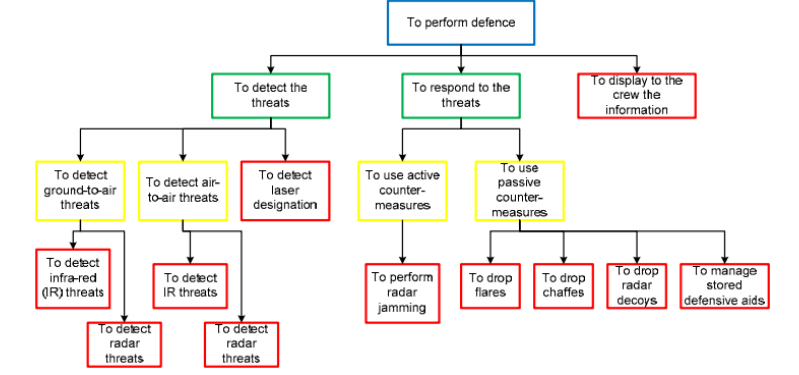 To perform defence
To detect the
threats
To respond to the
threats
To display to the
crew the
information
To detect
ground-to-air
threats
To detect air-
to-air threats
To detect
laser
designation
To use active
counter-
measures
To use
passive
counter-
measures
To detect
infra-red
(IR) threats
To detect
IR threats
To perform
radar
jamming
To drop
flares
To drop
chaffes
To drop
radar
decoys
To manage
stored
defensive aids
To detect
radar
threats
To detect
radar
threats